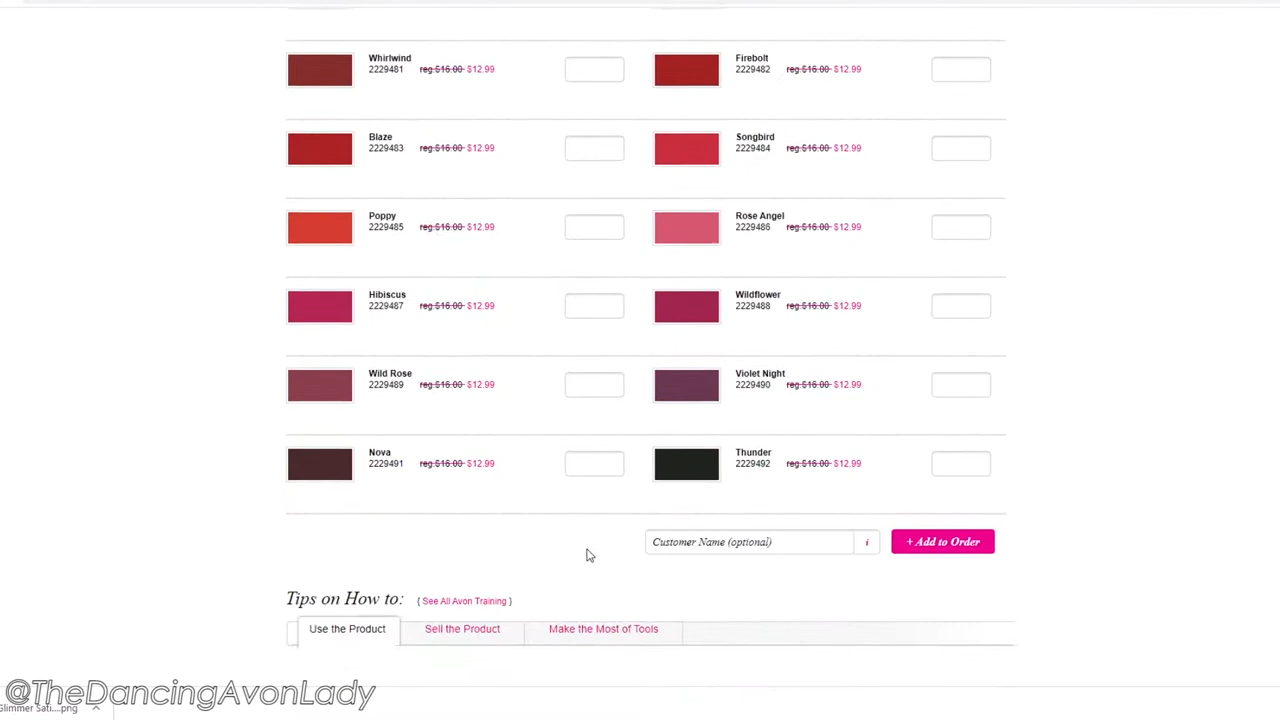 Whirlwind
2229481 reg.$16.00 $12.99
Firebolt
2229482 reg.$16.00 $12.99
Blaze
2229483 reg.$16.00 $12.99
Songbird
2229484 reg.$16.00 $12.99
Poppy
2229485 reg.$16.00 $12.99
Rose Angel
2229486 reg.$16.00 $12.99
Hibiscus
2229487 reg.$16.00 $12.99
Wildflower
2229488 reg.$16.00 $12.99
Wild Rose
2229489 reg.$16.00 $12.99
Violet Night
2229490 reg.$16.00 $12.99
Nova
2229491 reg.$16.00 $12.99
Thunder
2229492 reg.$16.00 $12.99
Customer Name (optional) i + Add to Order
Tips on How to: { See All Avon Training }
Use the Product Sell the Product Make the Most of Tools
@TheDancingAvonLady
Glimmer Sati....png